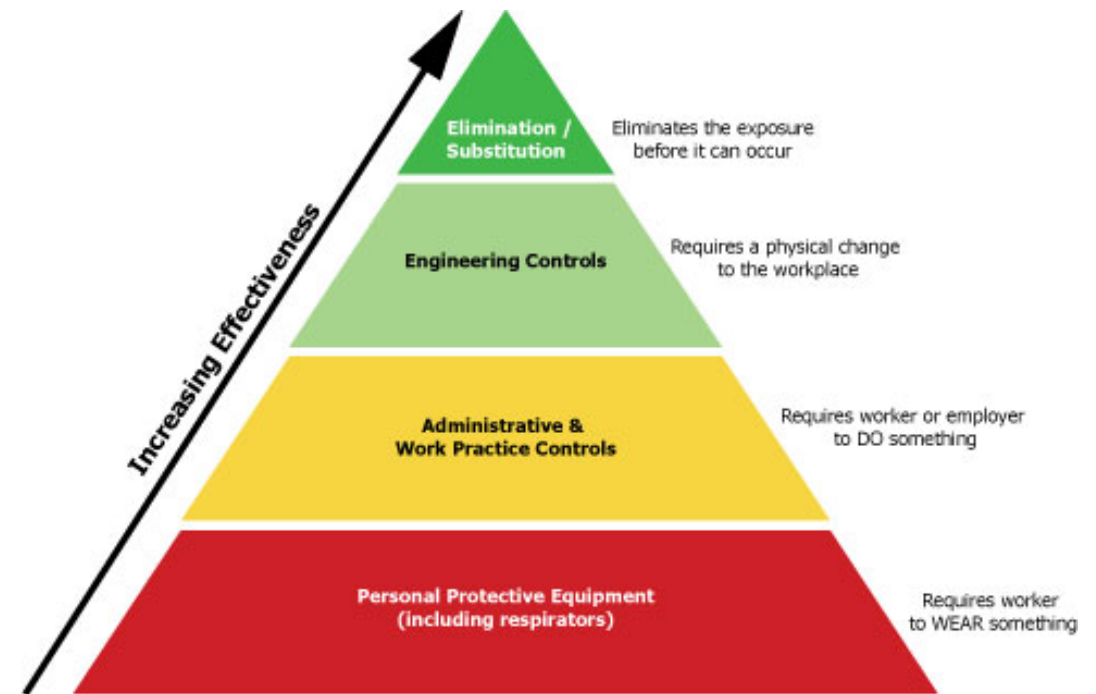 Increasing Effectiveness
Elimination /
Substitution
Eliminates the exposure
before it can occur
Engineering Controls
Requires a physical change
to the workplace
Administrative &
Work Practice Controls
Requires worker or employer
to DO something
Personal Protective Equipment
(including respirators)
Requires worker
to WEAR something